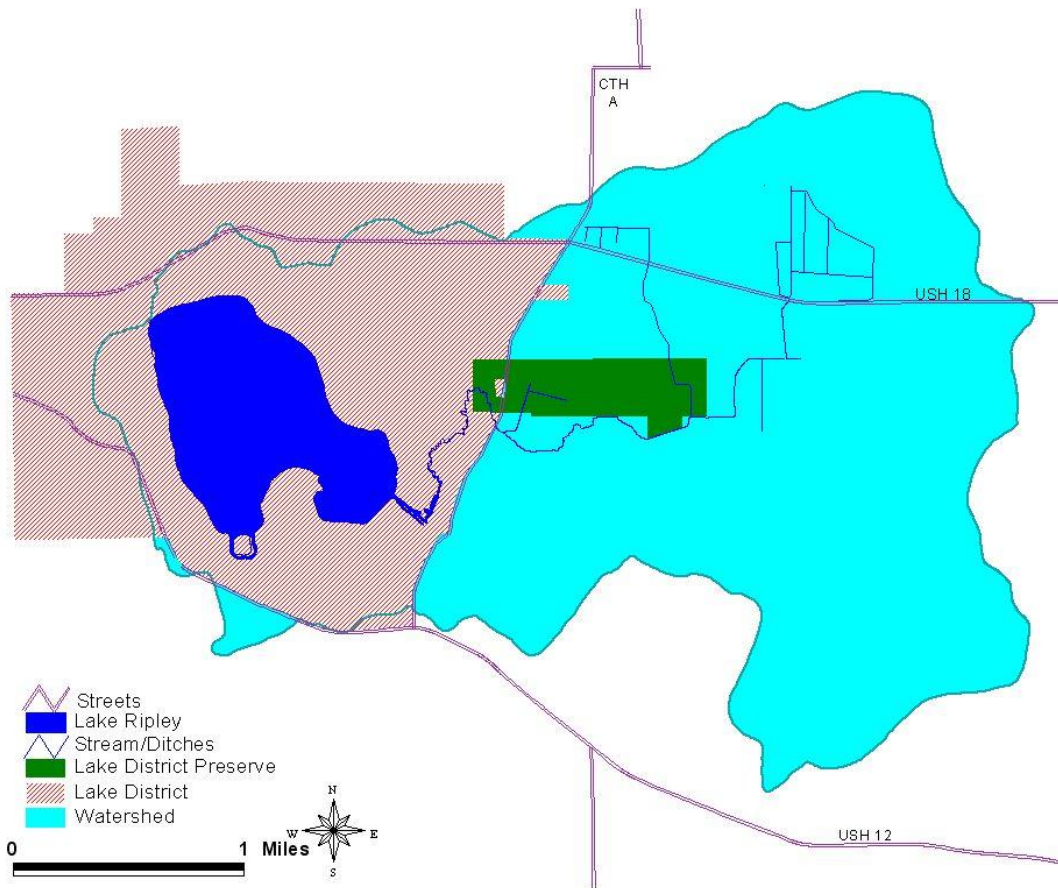 CTH
A
USH 18
Streets
Lake Ripley
Stream/Ditches
Lake District Preserve
Lake District
Watershed
N
W E
S
0 1 Miles
USH 12